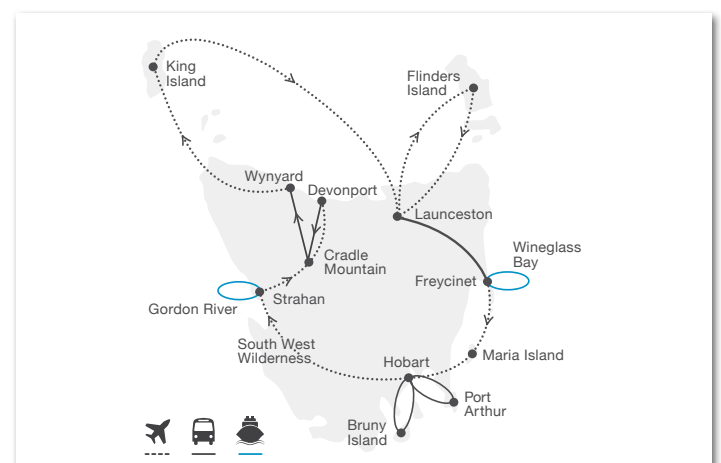 King
Island
Flinders
Island
Wynyard
Devonport
Launceston
Cradle
Mountain
Wineglass
Bay
Freycinet
Gordon River
Strahan
South West
Wilderness
Maria Island
Hobart
Port
Arthur
Bruny
Island